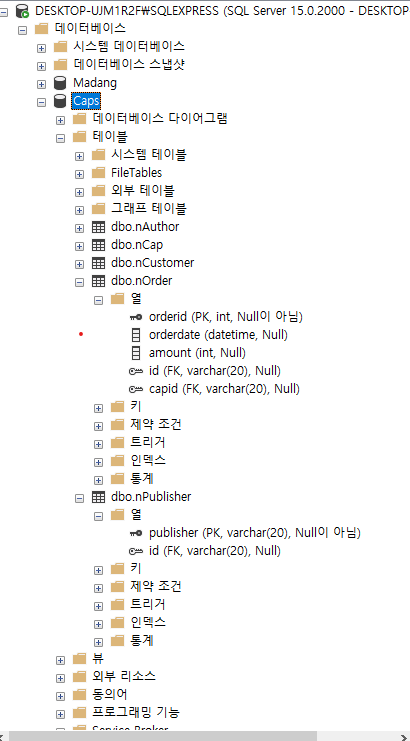 DESKTOP-UJM1R2F\SQLEXPRESS (SQL Server 15.0.2000 - DESKTOP
데이터베이스
시스템 데이터베이스
데이터베이스 스냅샷
Madang
Caps
데이터베이스 다이어그램
테이블
시스템 테이블
FileTables
외부 테이블
그래프 테이블
dbo.nAuthor
dbo.nCap
dbo.nCustomer
dbo.nOrder
열
orderid (PK, int, Null이 아님)
orderdate (datetime, Null)
amount (int, Null)
id (FK, varchar(20), Null)
capid (FK, varchar(20), Null)
키
제약 조건
트리거
인덱스
통계
dbo.nPublisher
열
publisher (PK, varchar(20), Null이 아님)
id (FK, varchar(20), Null)
키
제약 조건
트리거
인덱스
통계
뷰
외부 리소스
동의어
프로그래밍 기능
Service Broker